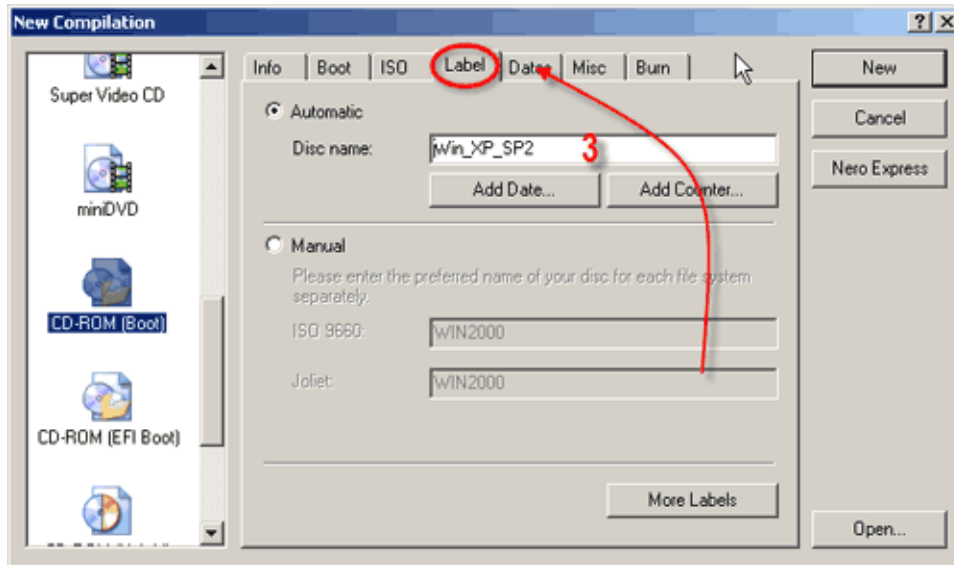 New Compilation
Super Video CD
miniDVD
CD-ROM (Boot)
CD-ROM (EFI Boot)
Info Boot ISO Label Dates Misc Burn
Automatic
Disc name: Win_XP_SP2 3
Add Date... Add Counter...
Manual
Please enter the preferred name of your disc for each file system
separately.
ISO 9660: WIN2000
Joliet: WIN2000
More Labels
New
Cancel
Nero Express
Open...